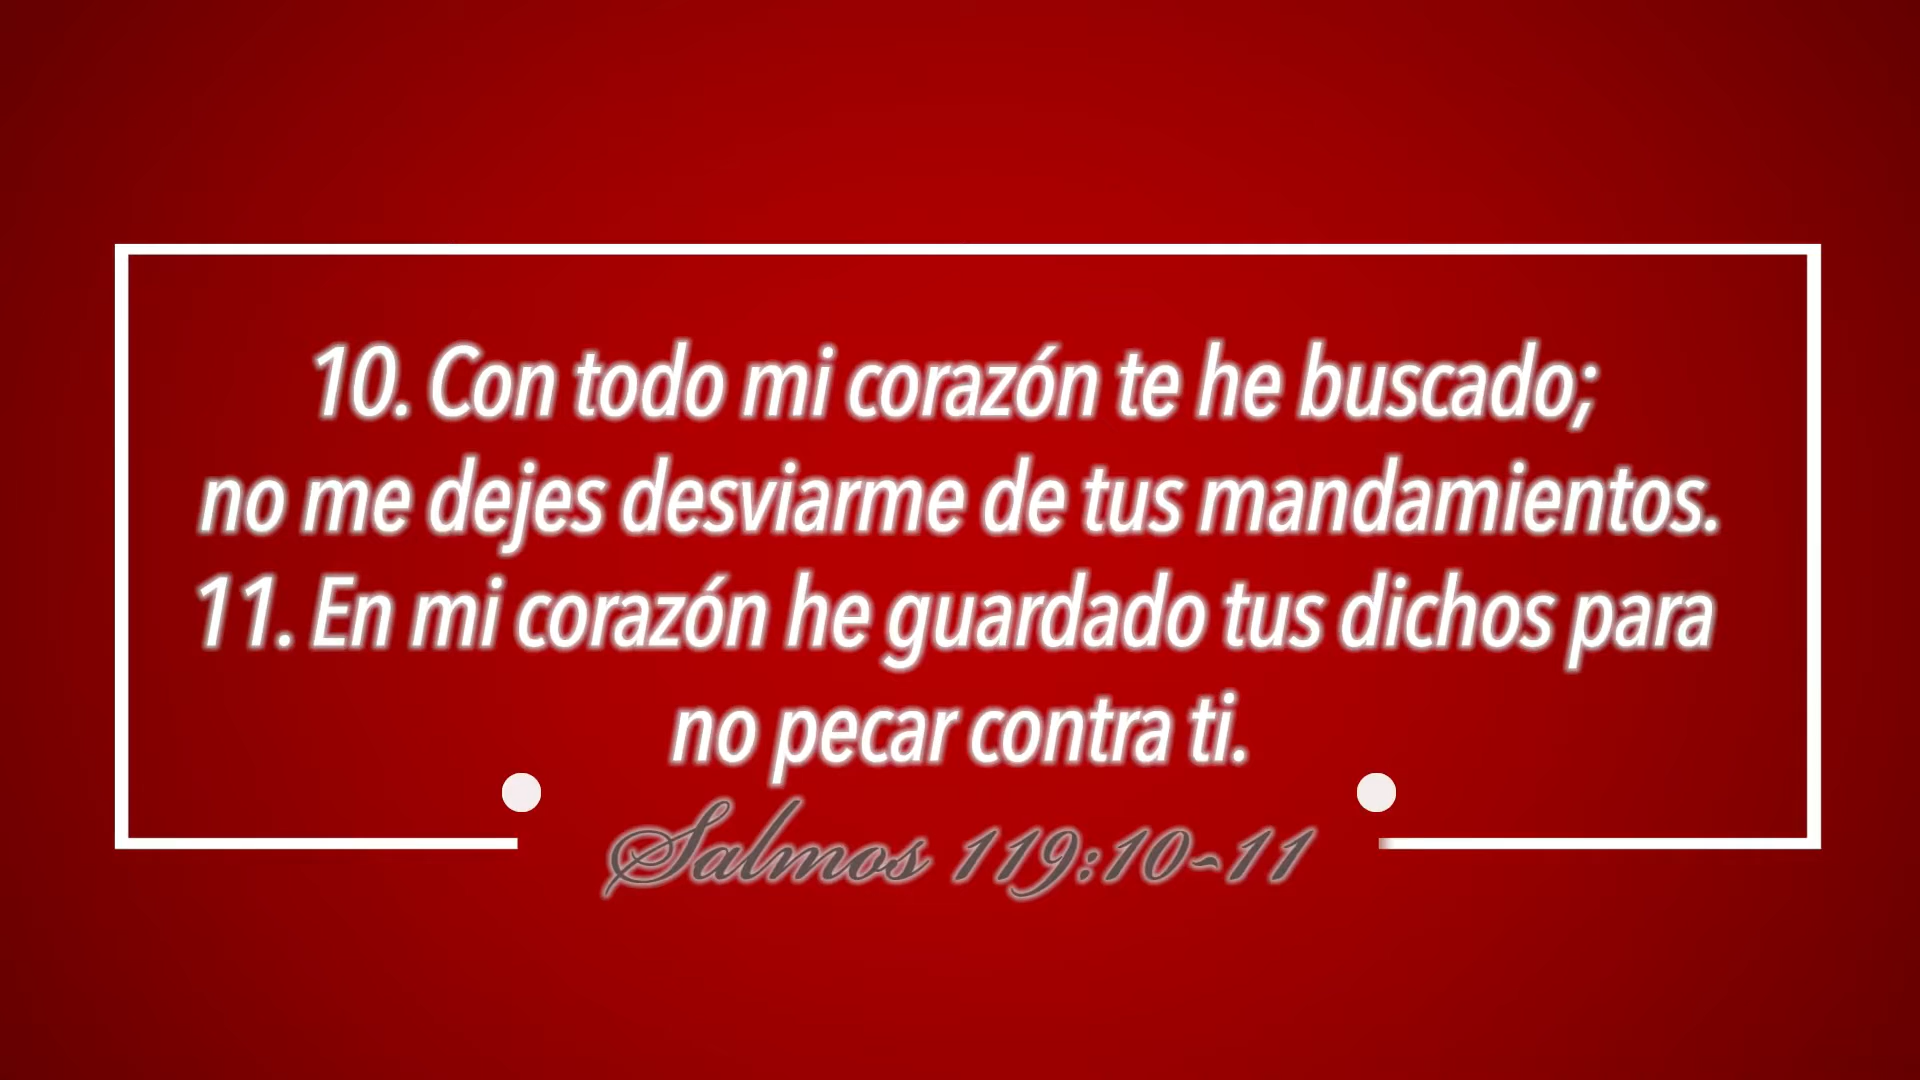 10. Con todo mi corazón te he buscado;
no me dejes desviarme de tus mandamientos.
11. En mi corazón he guardado tus dichos para
no pecar contra ti.
Salmos 119:10-11